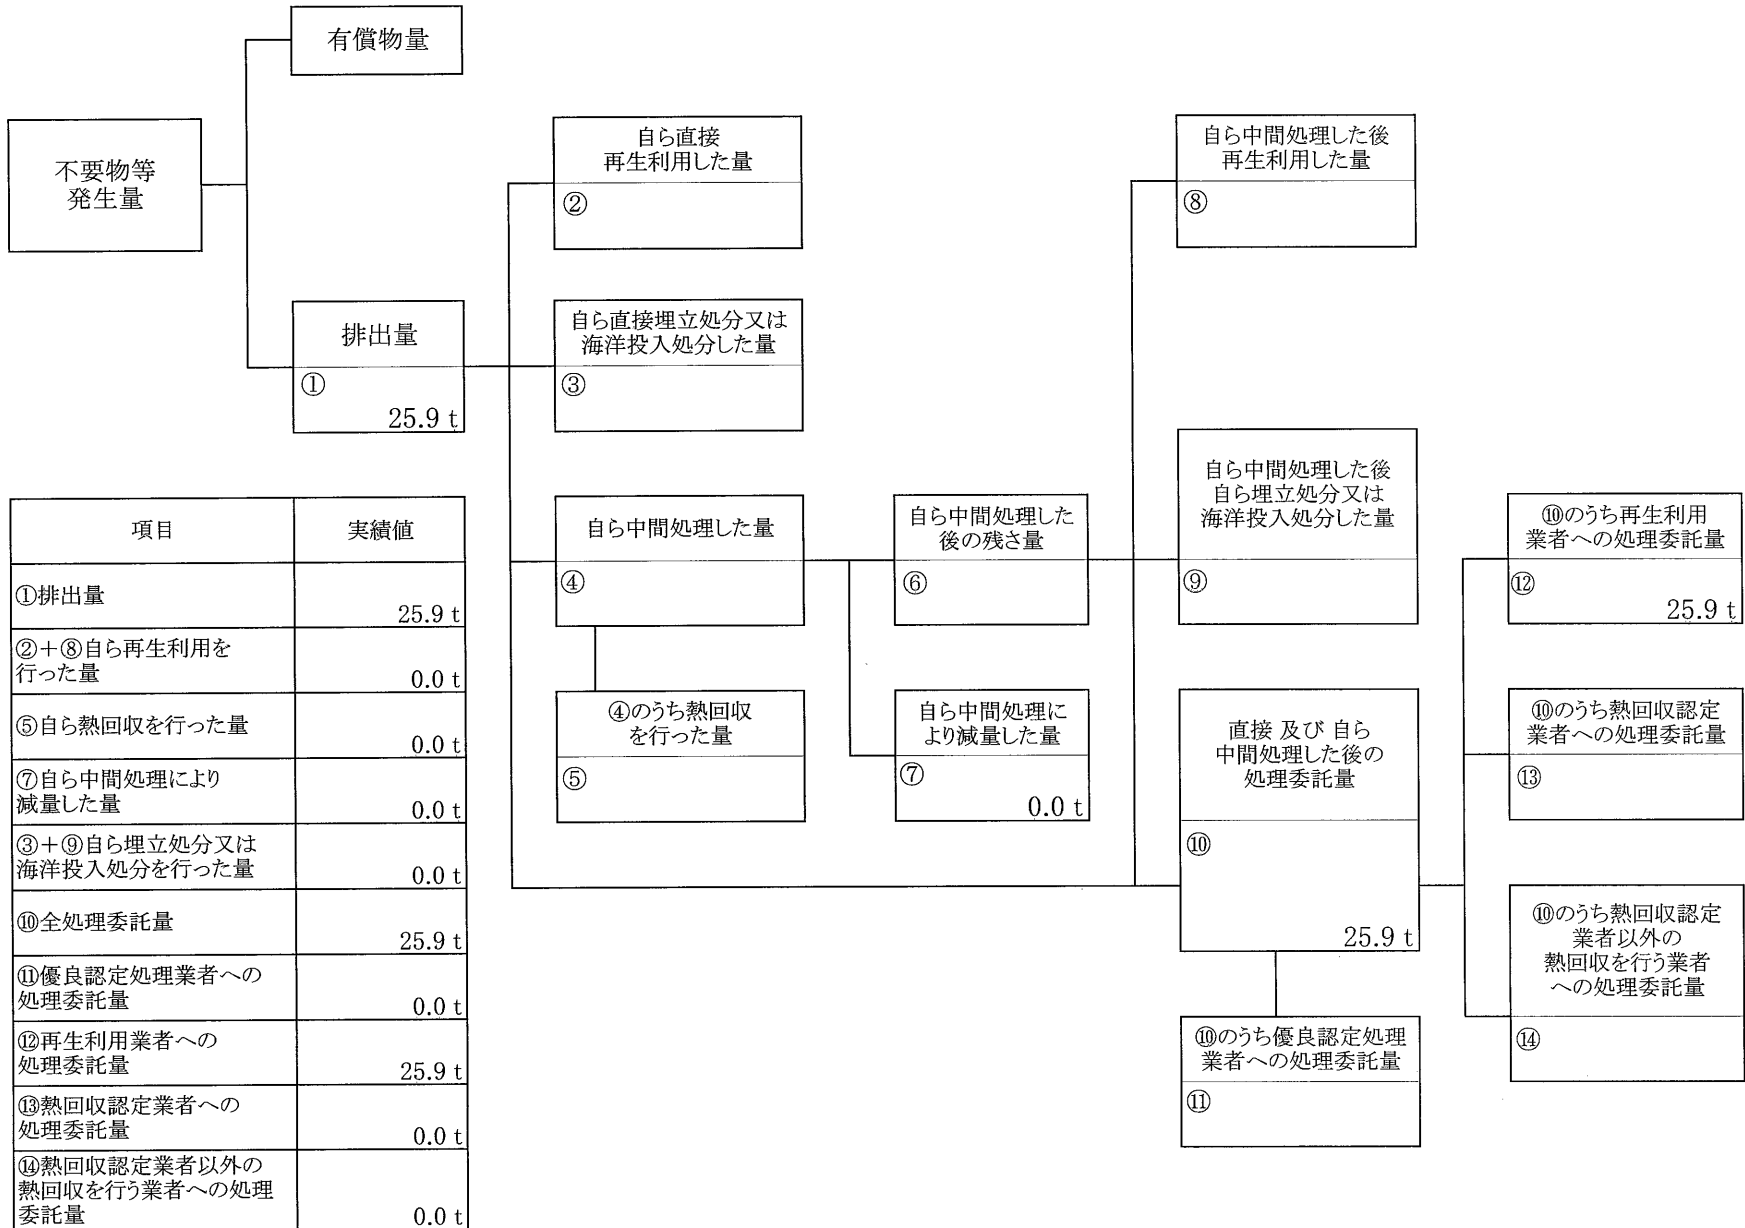 有償物量
不要物等
発生量
排出量
①
25.9 t
自ら直接
再生利用した量
②
自ら直接埋立処分又は
海洋投入処分した量
③
自ら中間処理した量
④
④のうち熱回収
を行った量
⑤
自ら中間処理した
後の残さ量
⑥
自ら中間処理に
より減量した量
⑦
0.0 t
自ら中間処理した後
再生利用した量
⑧
自ら中間処理した後
自ら埋立処分又は
海洋投入処分した量
⑨
直接 及び 自ら
中間処理した後の
処理委託量
⑩
25.9 t
⑩のうち優良認定処理
業者への処理委託量
⑪
⑩のうち再生利用
業者への処理委託量
⑫
25.9 t
⑩のうち熱回収認定
業者への処理委託量
⑬
⑩のうち熱回収認定
業者以外の
熱回収を行う業者
への処理委託量
⑭
項目 実績値
①排出量
25.9 t
②+⑧自ら再生利用を
行った量
0.0 t
⑤自ら熱回収を行った量
0.0 t
⑦自ら中間処理により
減量した量
0.0 t
③+⑨自ら埋立処分又は
海洋投入処分を行った量
0.0 t
⑩全処理委託量
25.9 t
⑪優良認定処理業者への
処理委託量
0.0 t
⑫再生利用業者への
処理委託量
25.9 t
⑬熱回収認定業者への
処理委託量
0.0 t
⑭熱回収認定業者以外の
熱回収を行う業者への処理
委託量
0.0 t